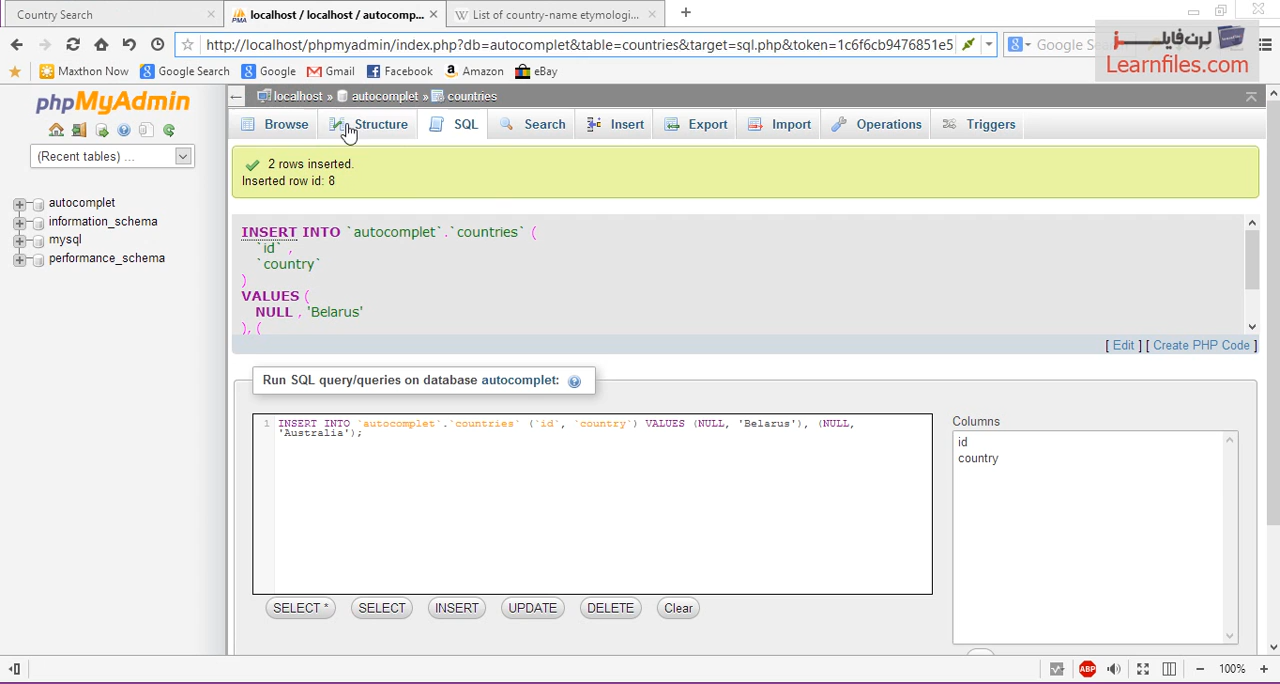 Country Search
localhost / localhost / autocomp...
List of country-name etymologi...
http://localhost/phpmyadmin/index.php?db=autocomplet&table=countries&target=sql.php&token=1c6f6cb9476851e5
Google
لِرن‌فایلـــز
Learnfiles.com
Maxthon Now
Google Search
Google
Gmail
Facebook
Amazon
eBay
phpMyAdmin
(Recent tables) ...
autocomplet
information_schema
mysql
performance_schema
localhost » autocomplet » countries
Browse
Structure
SQL
Search
Insert
Export
Import
Operations
Triggers
2 rows inserted.
Inserted row id: 8
INSERT INTO `autocomplet`.`countries` (
`id` ,
`country`
)
VALUES (
NULL , 'Belarus'
), (
[ Edit ] [ Create PHP Code ]
Run SQL query/queries on database autocomplet:
1 INSERT INTO `autocomplet`.`countries` (`id`, `country`) VALUES (NULL, 'Belarus'), (NULL,
'Australia');
Columns
id
country
SELECT *
SELECT
INSERT
UPDATE
DELETE
Clear
ABP
100%